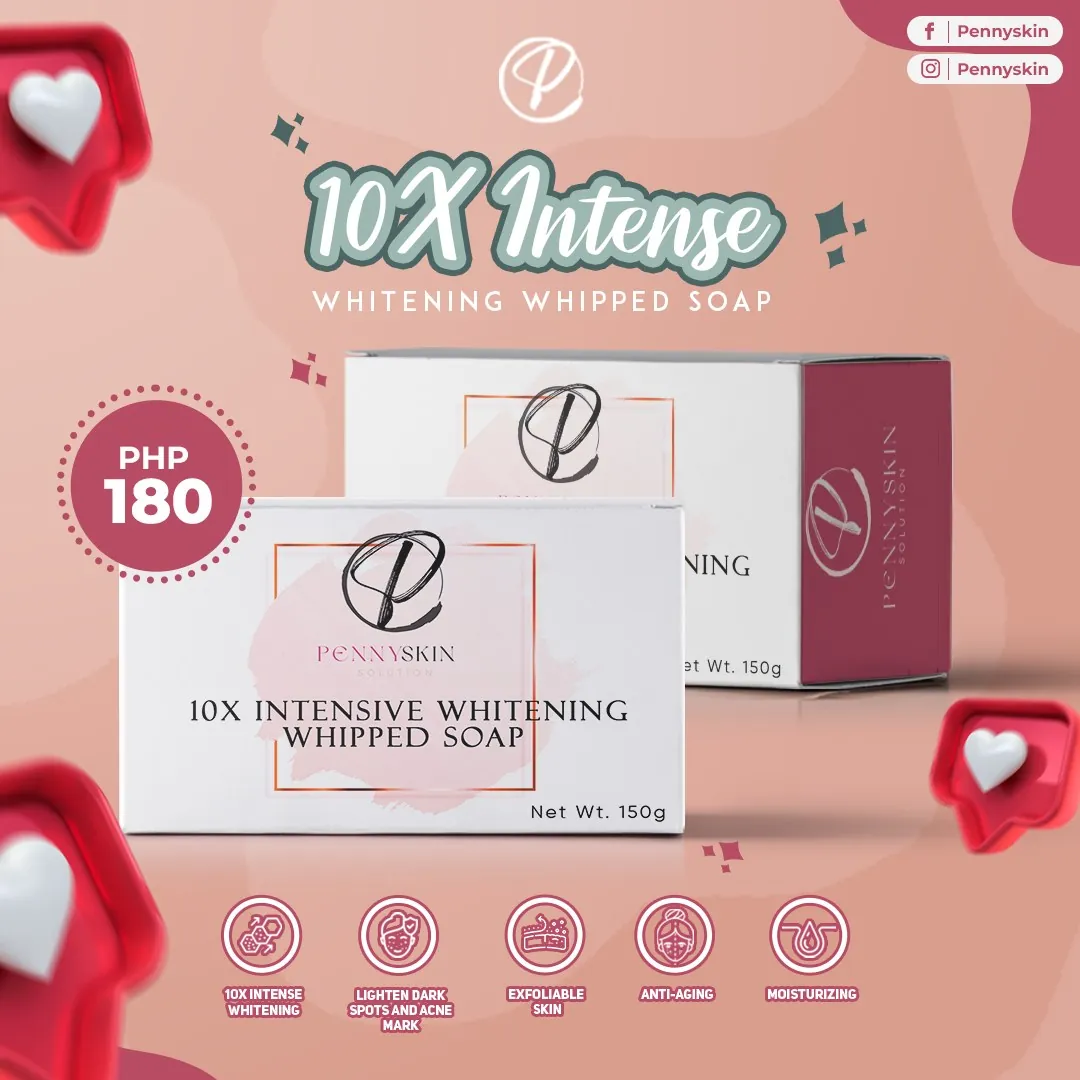 Pennyskin
Pennyskin
10X Intense
WHITENING WHIPPED SOAP
PHP
180
NING
et Wt. 150g
PENNYSKIN
SOLUTION
PENNYSKIN
SOLUTION
10X INTENSIVE WHITENING
WHIPPED SOAP
Net Wt. 150g
10X INTENSE
WHITENING
LIGHTEN DARK
SPOTS AND ACNE
MARK
EXFOLIABLE
SKIN
ANTI-AGING
MOISTURIZING